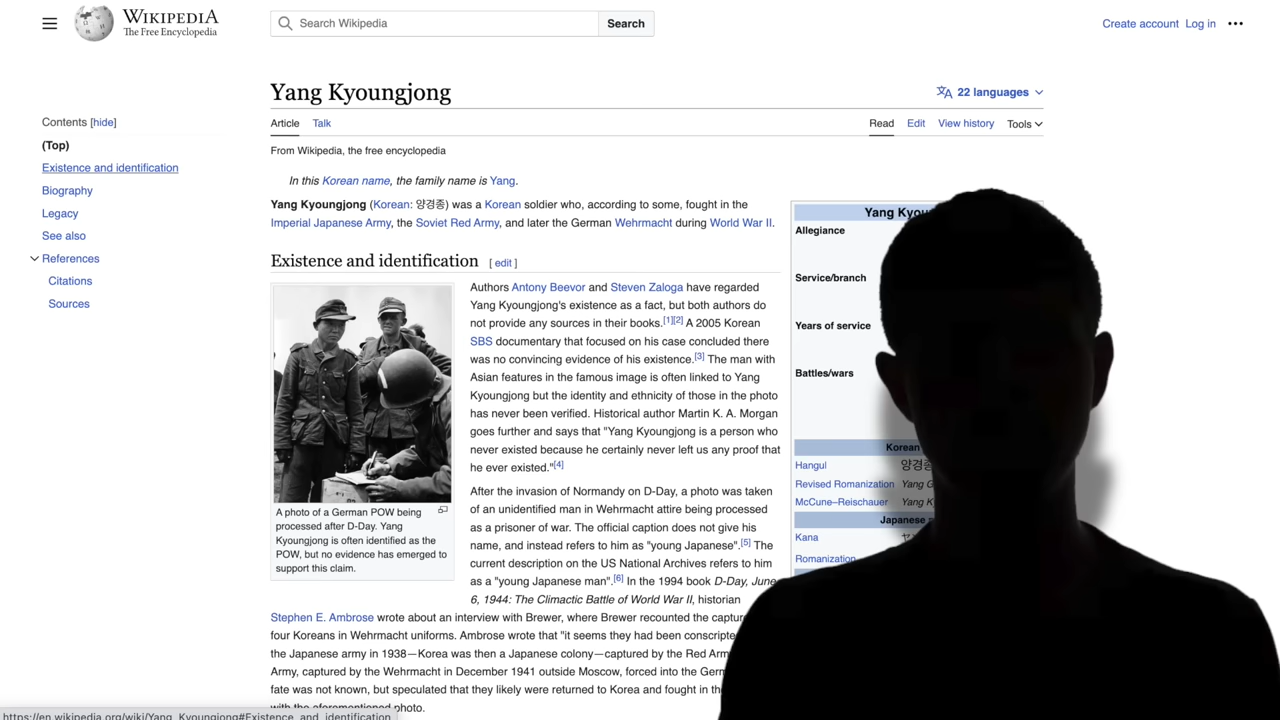 WIKIPEDIA
The Free Encyclopedia
Search Wikipedia
Search
Create account Log in
Yang Kyoungjong
22 languages
Contents [hide]
(Top)
Existence and identification
Biography
Legacy
See also
References
Citations
Sources
Article Talk
Read Edit View history Tools
From Wikipedia, the free encyclopedia
In this Korean name, the family name is Yang.
Yang Kyoungjong (Korean: 양경종) was a Korean soldier who, according to some, fought in the
Imperial Japanese Army, the Soviet Red Army, and later the German Wehrmacht during World War II.
Existence and identification [ edit ]
A photo of a German POW being
processed after D-Day. Yang
Kyoungjong is often identified as the
POW, but no evidence has emerged to
support this claim.
Authors Antony Beevor and Steven Zaloga have regarded
Yang Kyoungjong's existence as a fact, but both authors do
not provide any sources in their books.[1][2] A 2005 Korean
SBS documentary that focused on his case concluded there
was no convincing evidence of his existence.[3] The man with
Asian features in the famous image is often linked to Yang
Kyoungjong but the identity and ethnicity of those in the photo
has never been verified. Historical author Martin K. A. Morgan
goes further and says that "Yang Kyoungjong is a person who
never existed because he certainly never left us any proof that
he ever existed."[4]
After the invasion of Normandy on D-Day, a photo was taken
of an unidentified man in Wehrmacht attire being processed
as a prisoner of war. The official caption does not give his
name, and instead refers to him as "young Japanese".[5] The
current description on the US National Archives refers to him
as a "young Japanese man".[6] In the 1994 book D-Day, June
6, 1944: The Climactic Battle of World War II, historian
Stephen E. Ambrose wrote about an interview with Brewer, where Brewer recounted the
four Koreans in Wehrmacht uniforms. Ambrose wrote that "it seems they had been
the Japanese army in 1938—Korea was then a Japanese colony—captured by the Red
Army, captured by the Wehrmacht in December 1941 outside Moscow, forced into the
fate was not known, but speculated that they likely were returned to Korea and fought in
with the aforementioned photo.
Yang
Allegiance
Service/branch
Years of service
Battles/wars
Korean
Hangul 양경
Revised Romanization Yang
McCune–Reischauer Yang
Japanese
Kana
Romanization
https://en.wikipedia.org/wiki/Yang_Kyoungjong#Existence_and_identification